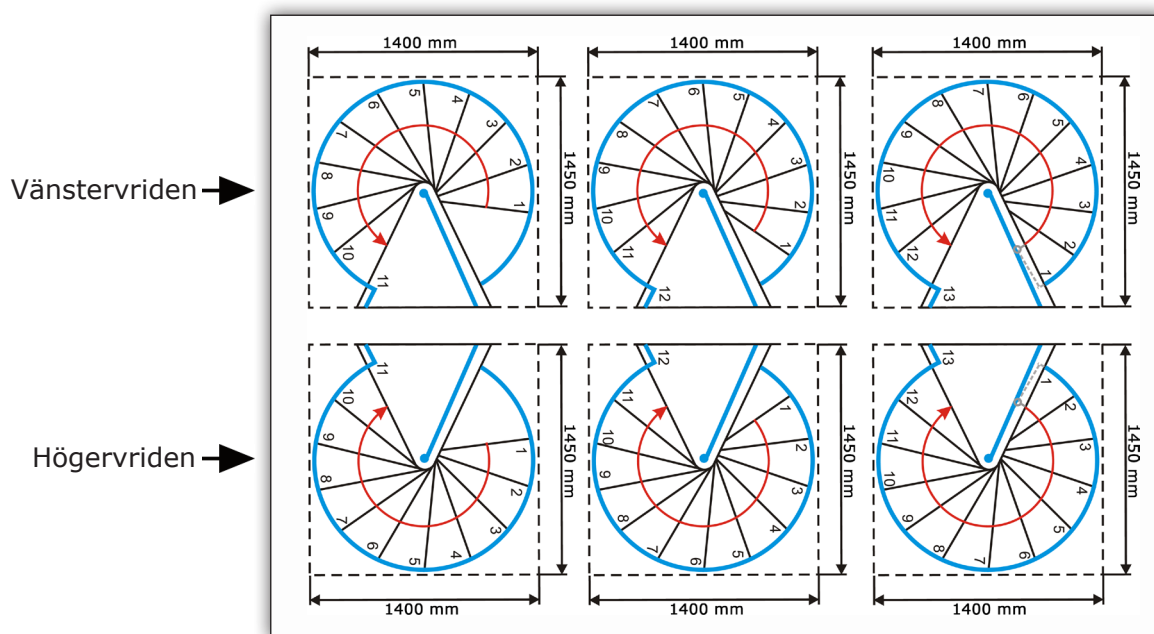 1400 mm 1400 mm 1400 mm
1 2 3 4 5 6 7 8 9 10 11
1450 mm
1 2 3 4 5 6 7 8 9 10 11 12
1450 mm
1 2 3 4 5 6 7 8 9 10 11 12 13
1450 mm
Vänstervriden
1 2 3 4 5 6 7 8 9 10 11
1450 mm
1 2 3 4 5 6 7 8 9 10 11 12
1450 mm
1 2 3 4 5 6 7 8 9 10 11 12 13
1450 mm
Högervriden
1400 mm 1400 mm 1400 mm